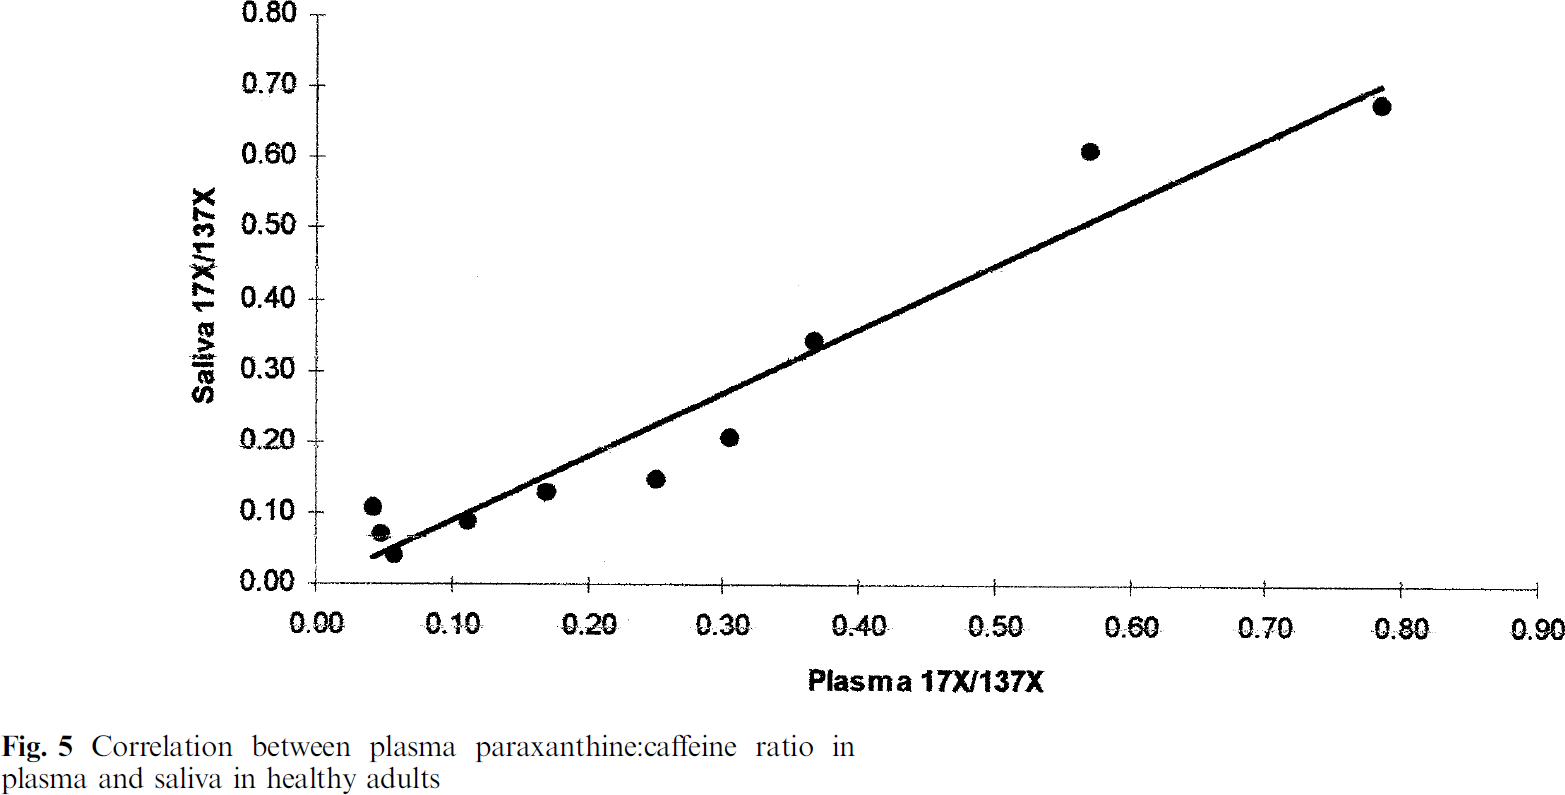 0.80
0.70
0.60
0.50
0.40
0.30
0.20
0.10
0.00
Saliva 17X/137X
0.00 0.10 0.20 0.30 0.40 0.50 0.60 0.70 0.80 0.90
Plasma 17X/137X
Fig. 5 Correlation between plasma paraxanthine:caffeine ratio in
plasma and saliva in healthy adults